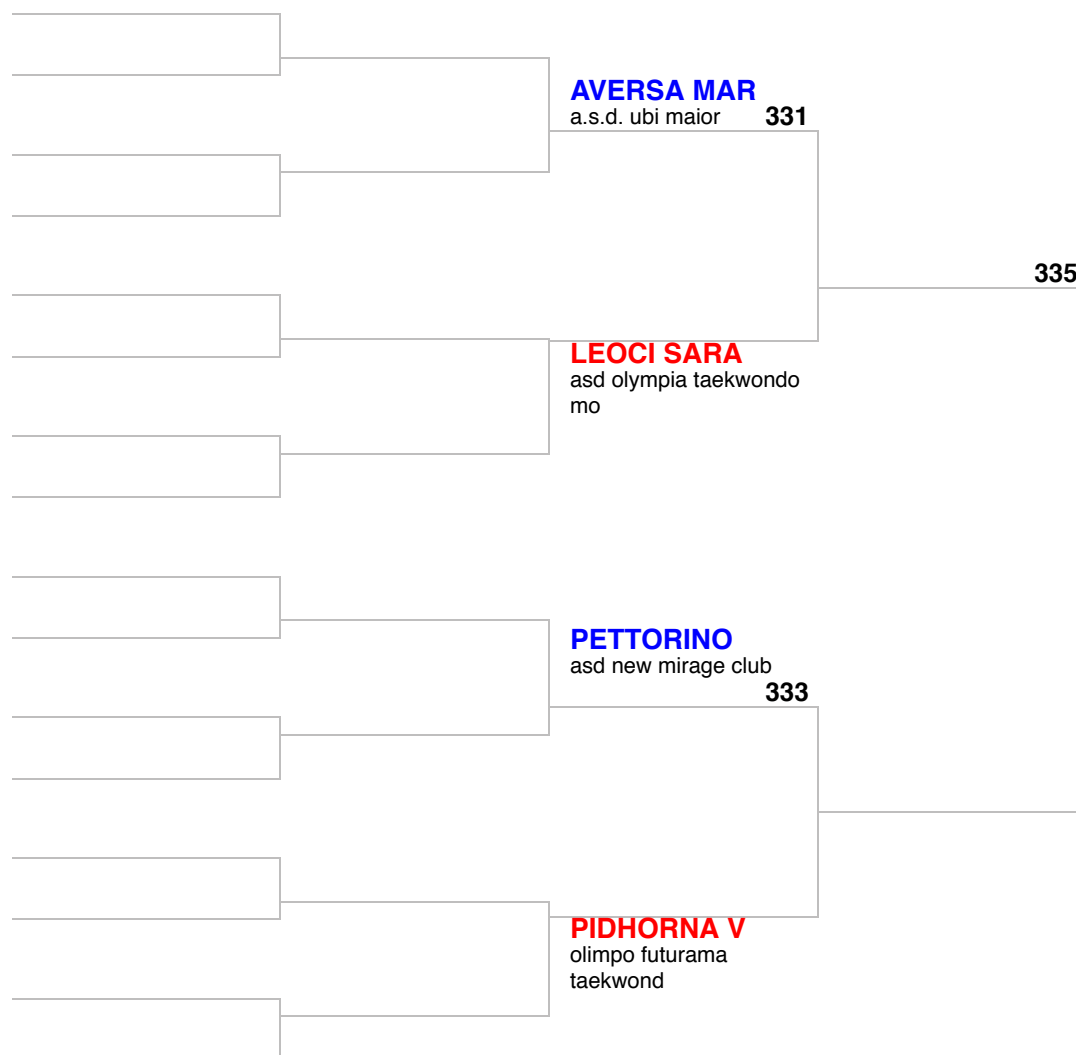 AVERSA MAR
a.s.d. ubi maior 331
335
LEOCI SARA
asd olympia taekwondo
mo
PETTORINO
asd new mirage club
333
PIDHORNA V
olimpo futurama
taekwond